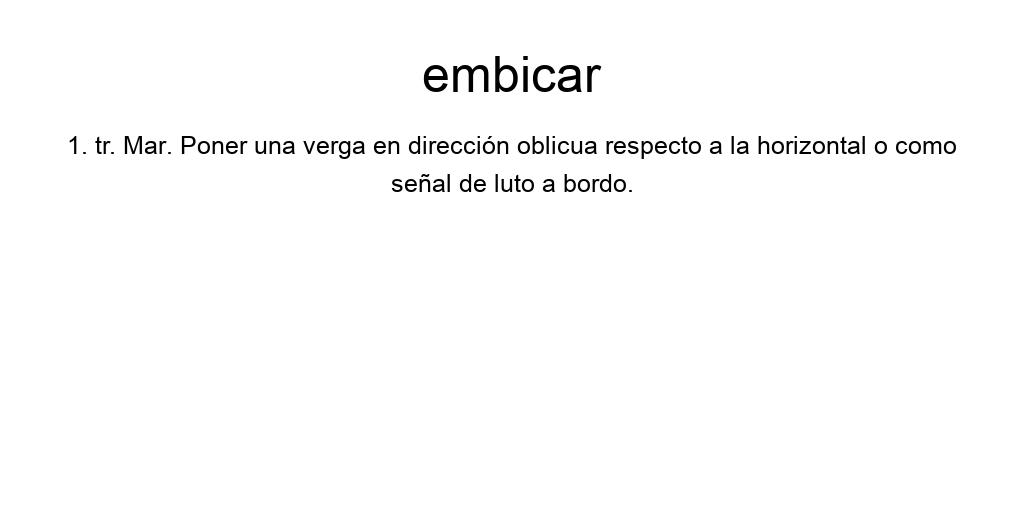 embicar
1. tr. Mar. Poner una verga en dirección oblicua respecto a la horizontal o como
señal de luto a bordo.